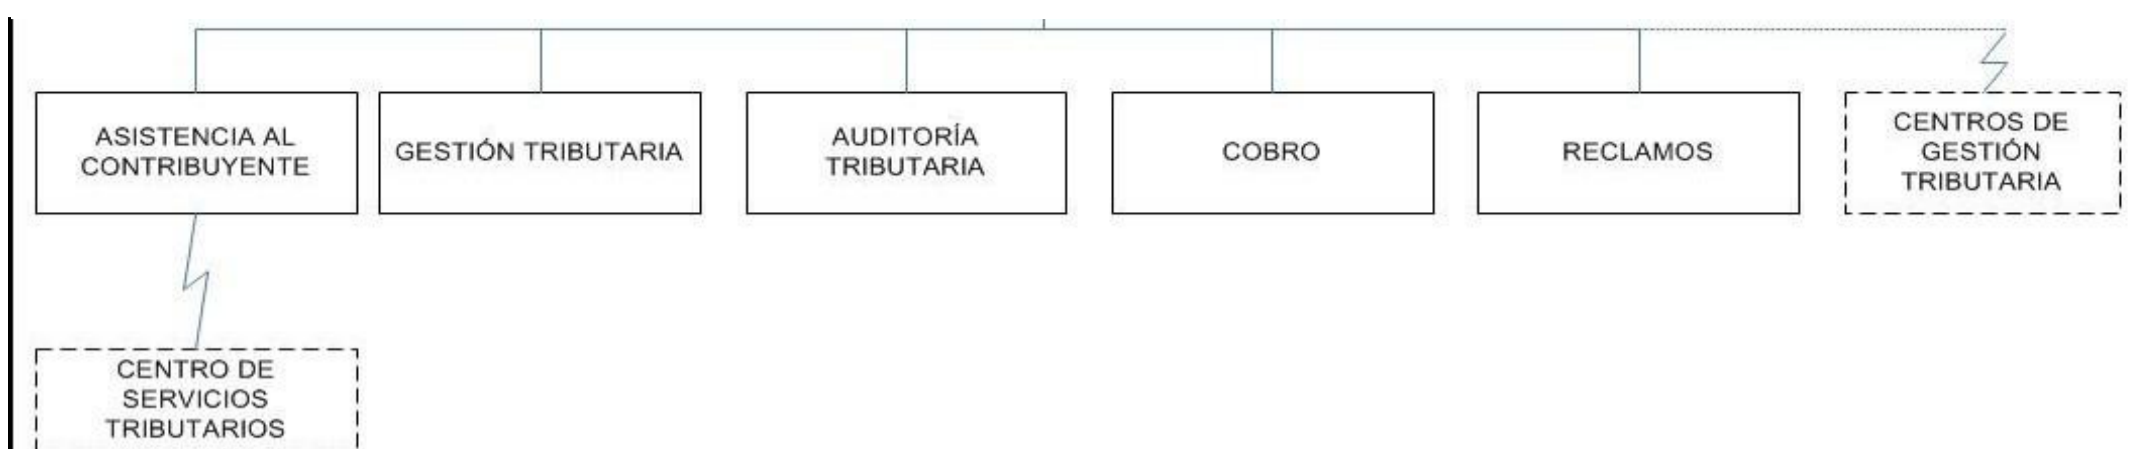 ASISTENCIA AL
CONTRIBUYENTE
GESTIÓN TRIBUTARIA
AUDITORÍA
TRIBUTARIA
COBRO
RECLAMOS
CENTROS DE
GESTIÓN
TRIBUTARIA
CENTRO DE
SERVICIOS
TRIBUTARIOS